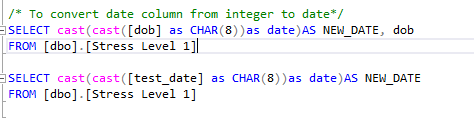 /* To convert date column from integer to date*/
SELECT cast(cast([dob] as CHAR(8))as date)AS NEW_DATE, dob
FROM [dbo].[Stress Level 1]
SELECT cast(cast([test_date] as CHAR(8))as date)AS NEW_DATE
FROM [dbo].[Stress Level 1]